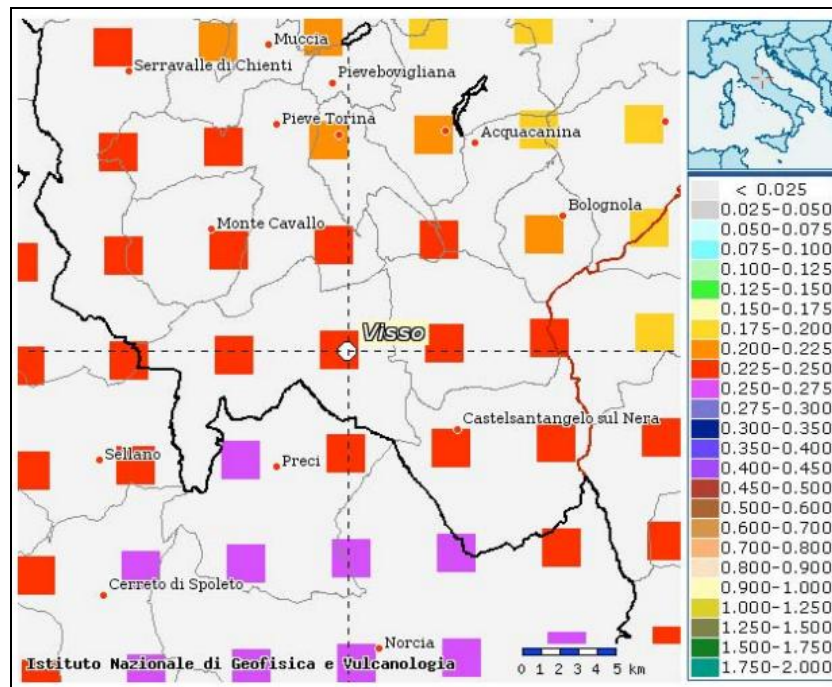 Muccia
Serravalle di Chienti
Pievebovigliana
Pieve Torina
Acquacanina
Monte Cavallo
Bolognola
Visso
Castelsantangelo sul Nera
Sellano
Preci
Cerreto di Spoleto
Norcia
Istituto Nazionale di Geofisica e Vulcanologia
0 1 2 3 4 5 km
< 0.025
0.025-0.050
0.050-0.075
0.075-0.100
0.100-0.125
0.125-0.150
0.150-0.175
0.175-0.200
0.200-0.225
0.225-0.250
0.250-0.275
0.275-0.300
0.300-0.350
0.350-0.400
0.400-0.450
0.450-0.500
0.500-0.600
0.600-0.700
0.700-0.800
0.800-0.900
0.900-1.000
1.000-1.250
1.250-1.500
1.500-1.750
1.750-2.000